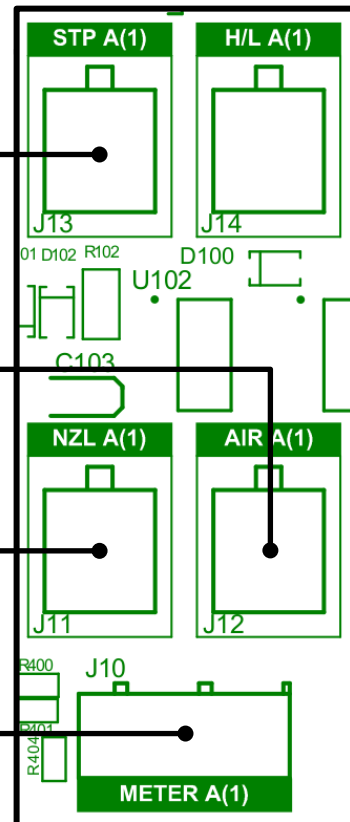 STP A(1) H/L A(1)
J13 J14
01 D102 R102 D100
U102
C103
NZL A(1) AIR A(1)
J11 J12
R400 J10
R401
R404
METER A(1)